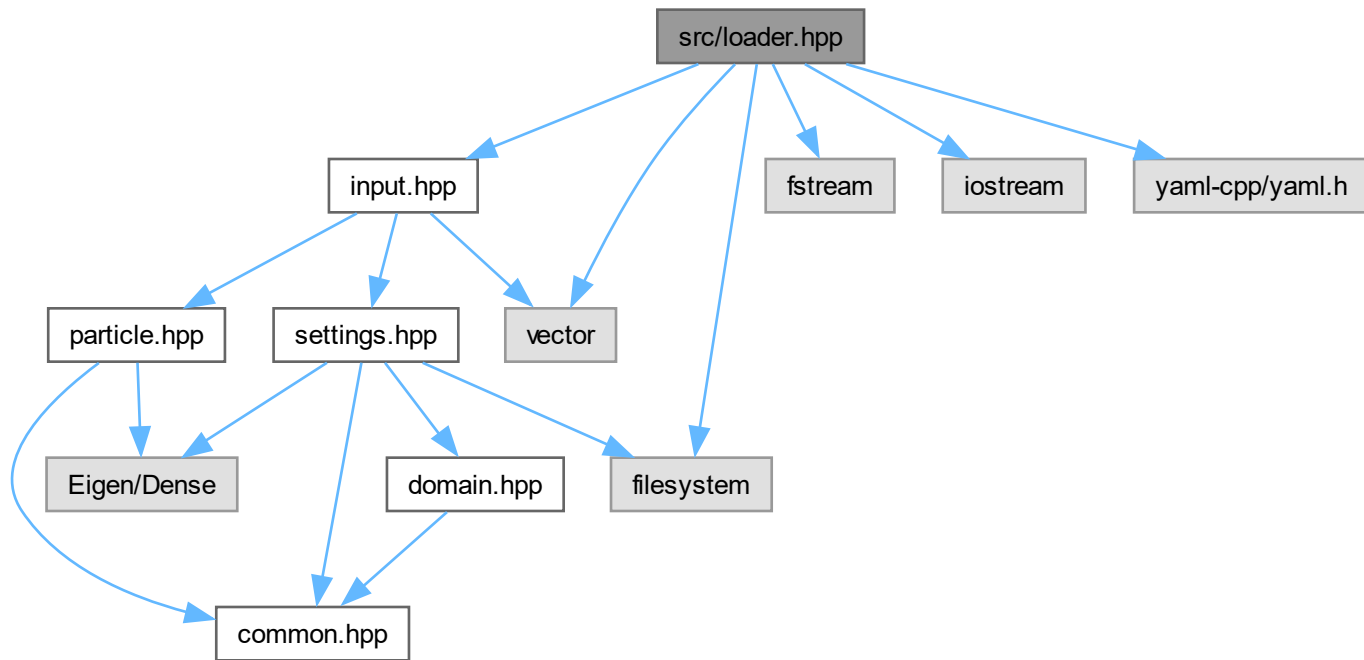 src/loader.hpp
input.hpp
fstream
iostream
yaml-cpp/yaml.h
particle.hpp
settings.hpp
vector
Eigen/Dense
domain.hpp
filesystem
common.hpp